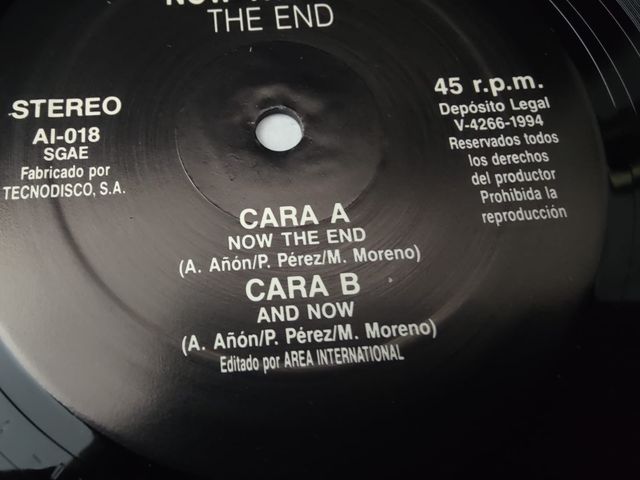 NOW
THE END
STEREO
AI-018
SGAE
Fabricado por
TECNODISCO, S.A.
45 r.p.m.
Depósito Legal
V-4266-1994
Reservados todos
los derechos
del productor
Prohibida la
reproducción
CARA A
NOW THE END
(A. Añón/P. Pérez/M. Moreno)
CARA B
AND NOW
(A. Añón/P. Pérez/M. Moreno)
Editado por AREA INTERNATIONAL